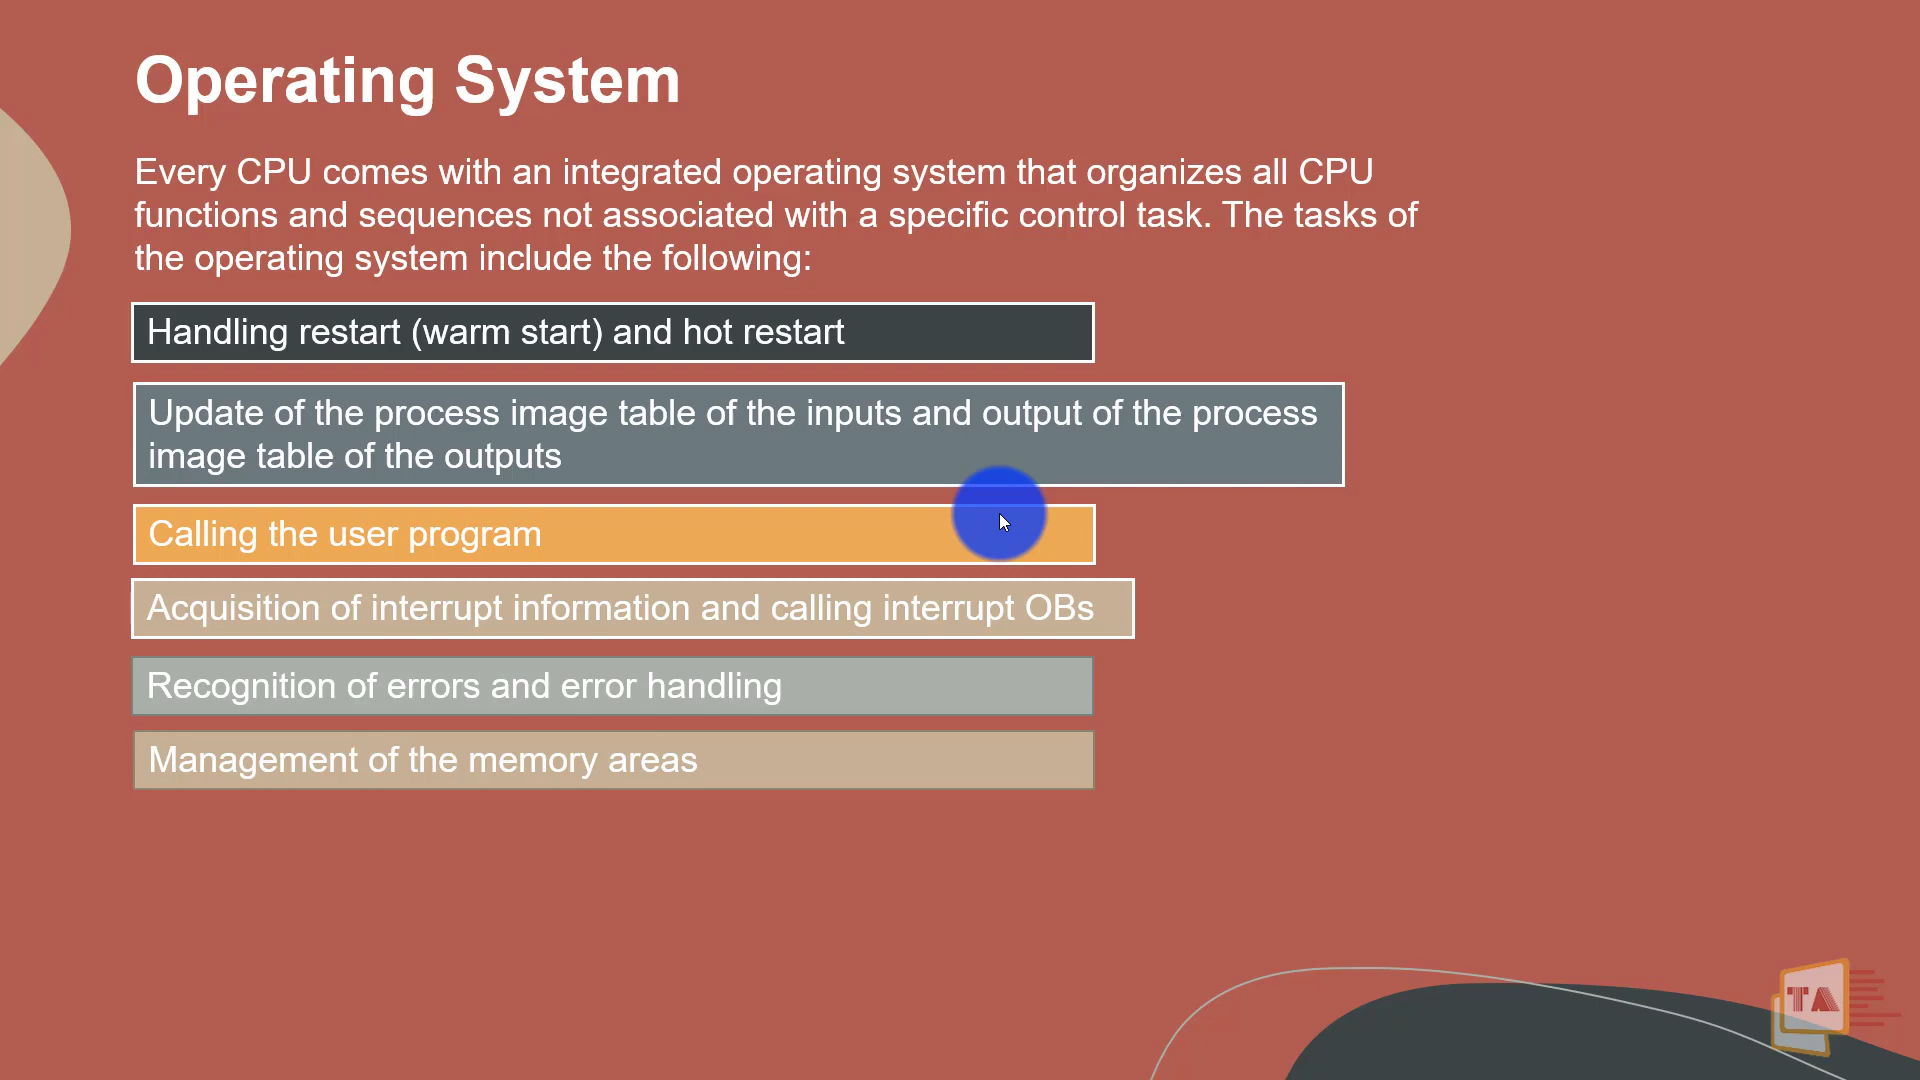 Operating System
Every CPU comes with an integrated operating system that organizes all CPU
functions and sequences not associated with a specific control task. The tasks of
the operating system include the following:
Handling restart (warm start) and hot restart
Update of the process image table of the inputs and output of the process
image table of the outputs
Calling the user program
Acquisition of interrupt information and calling interrupt OBs
Recognition of errors and error handling
Management of the memory areas
TA